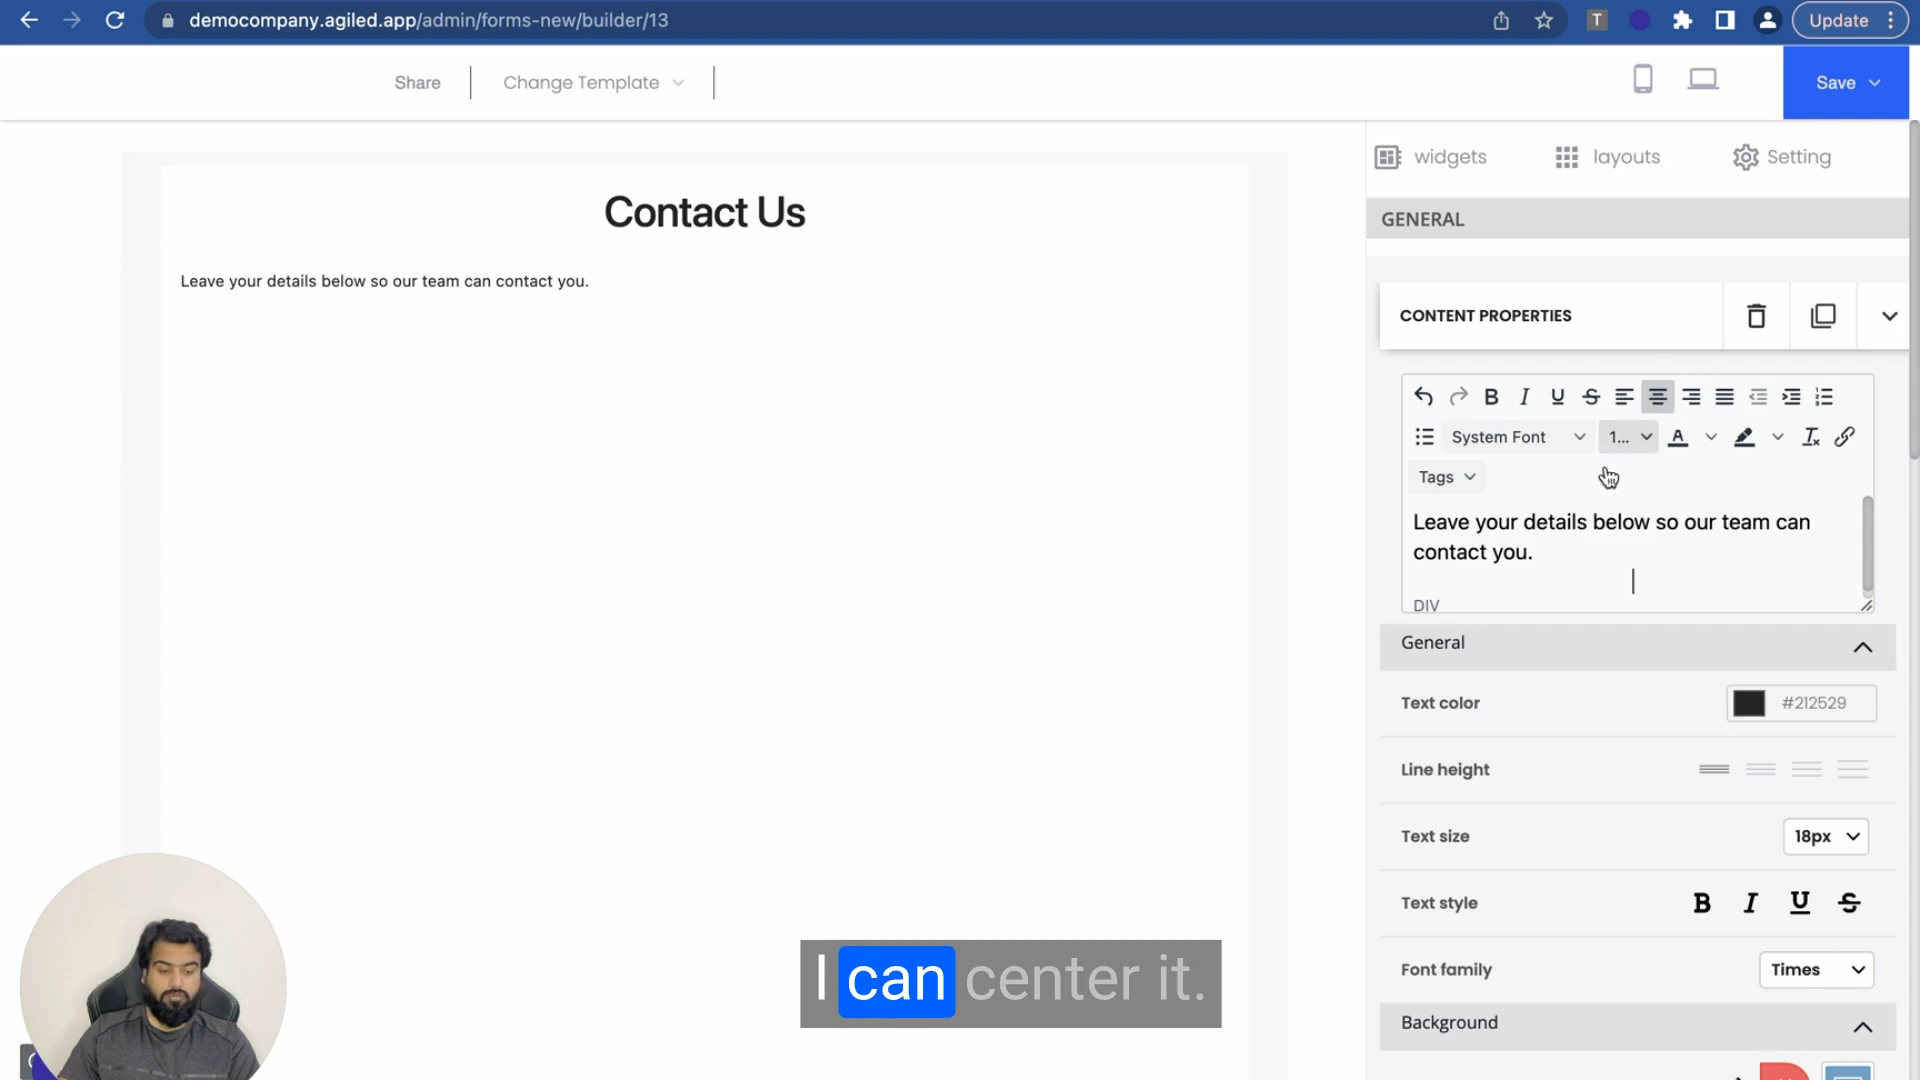 democompany.agiled.app/admin/forms-new/builder/13
T
Update
Share
Change Template
Save
widgets
layouts
Setting
GENERAL
Contact Us
Leave your details below so our team can contact you.
CONTENT PROPERTIES
B I U S
System Font
1...
A
Tags
Leave your details below so our team can
contact you.
DIV
General
Text color
#212529
Line height
Text size
18px
Text style
B I U S
Font family
Times
Background
I can center it.